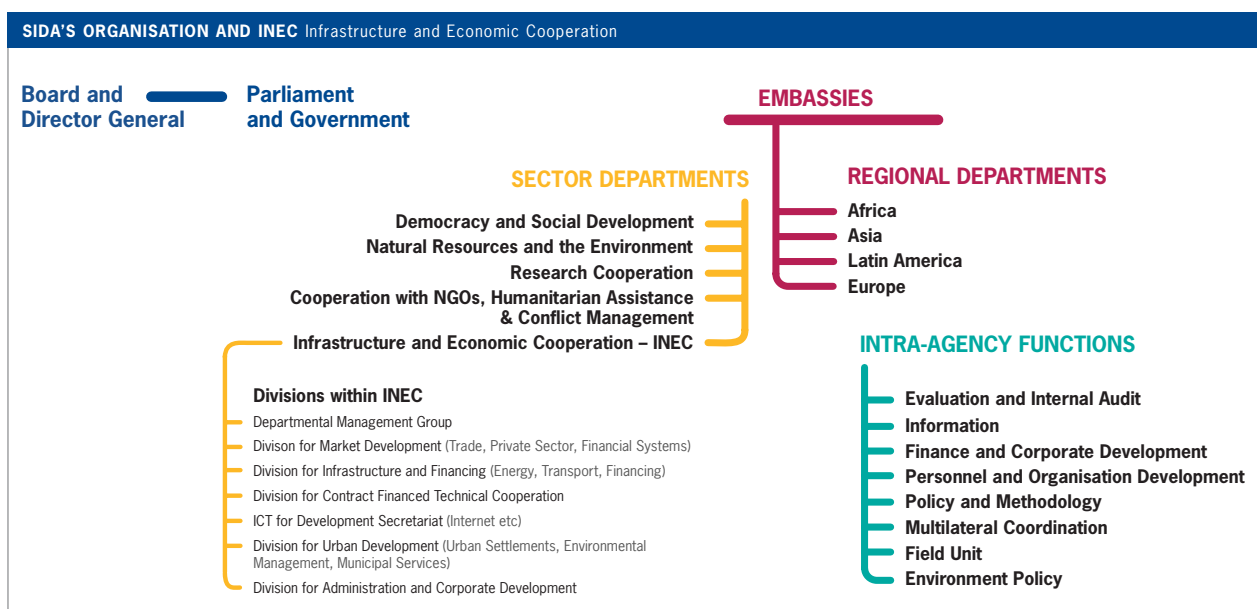 SIDA'S ORGANISATION AND INEC Infrastructure and Economic Cooperation
Board and
Director General
Parliament
and Government
EMBASSIES
SECTOR DEPARTMENTS
Democracy and Social Development
Natural Resources and the Environment
Research Cooperation
Cooperation with NGOs, Humanitarian Assistance
& Conflict Management
Infrastructure and Economic Cooperation – INEC
Divisions within INEC
Departmental Management Group
Divison for Market Development (Trade, Private Sector, Financial Systems)
Division for Infrastructure and Financing (Energy, Transport, Financing)
Division for Contract Financed Technical Cooperation
ICT for Development Secretariat (Internet etc)
Division for Urban Development (Urban Settlements, Environmental
Management, Municipal Services)
Division for Administration and Corporate Development
REGIONAL DEPARTMENTS
Africa
Asia
Latin America
Europe
INTRA-AGENCY FUNCTIONS
Evaluation and Internal Audit
Information
Finance and Corporate Development
Personnel and Organisation Development
Policy and Methodology
Multilateral Coordination
Field Unit
Environment Policy